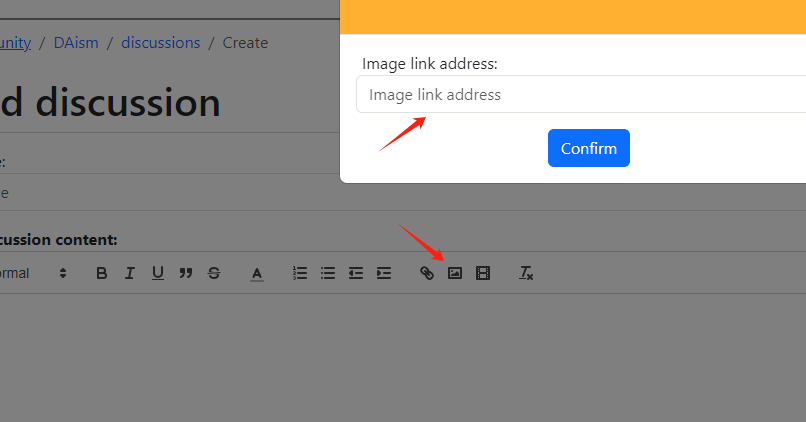 unity / DAism / discussions / Create
Image link address:
Image link address
d discussion
Confirm
e:
e
cussion content:
ormal B I U S A